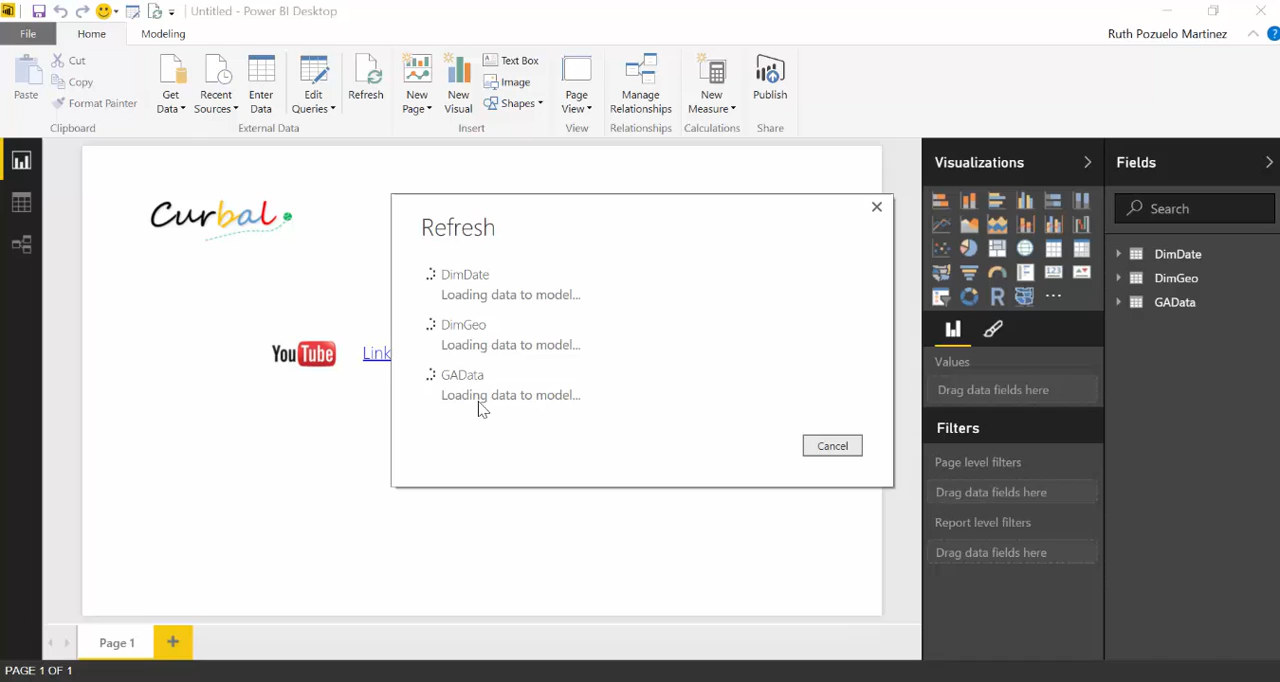 Untitled - Power BI Desktop
File
Home
Modeling
Ruth Pozuelo Martinez
?
Paste
Cut
Copy
Format Painter
Clipboard
Get Data
Recent Sources
Enter Data
Edit Queries
Refresh
External Data
New Page
New Visual
Text Box
Image
Shapes
Insert
Page View
View
Manage Relationships
Relationships
New Measure
Calculations
Publish
Share
Curbal
YouTube
Link
Refresh
DimDate
Loading data to model...
DimGeo
Loading data to model...
GAData
Loading data to model...
Cancel
Visualizations
R
...
Values
Drag data fields here
Filters
Page level filters
Drag data fields here
Report level filters
Drag data fields here
Fields
Search
DimDate
DimGeo
GAData
Page 1
+
PAGE 1 OF 1